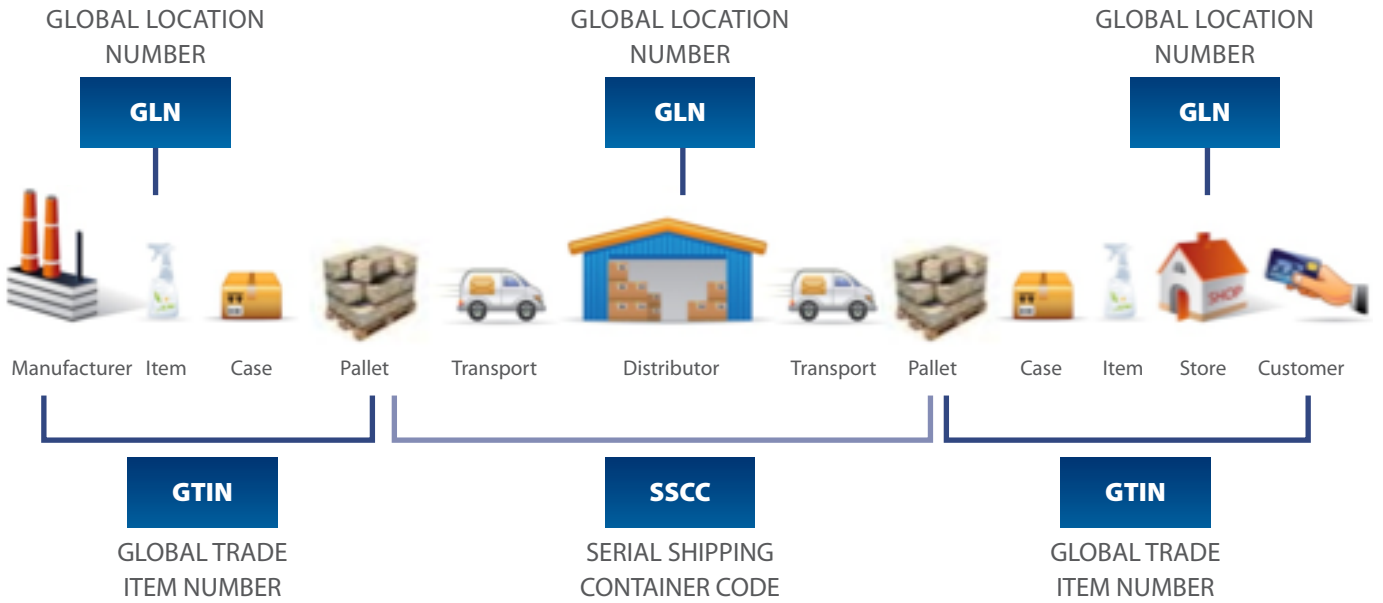 GLOBAL LOCATION
NUMBER
GLN
GLOBAL LOCATION
NUMBER
GLN
GLOBAL LOCATION
NUMBER
GLN
SHOP
Manufacturer
Item
Case
Pallet
Transport
Distributor
Transport
Pallet
Case
Item
Store
Customer
GTIN
GLOBAL TRADE
ITEM NUMBER
SSCC
SERIAL SHIPPING
CONTAINER CODE
GTIN
GLOBAL TRADE
ITEM NUMBER